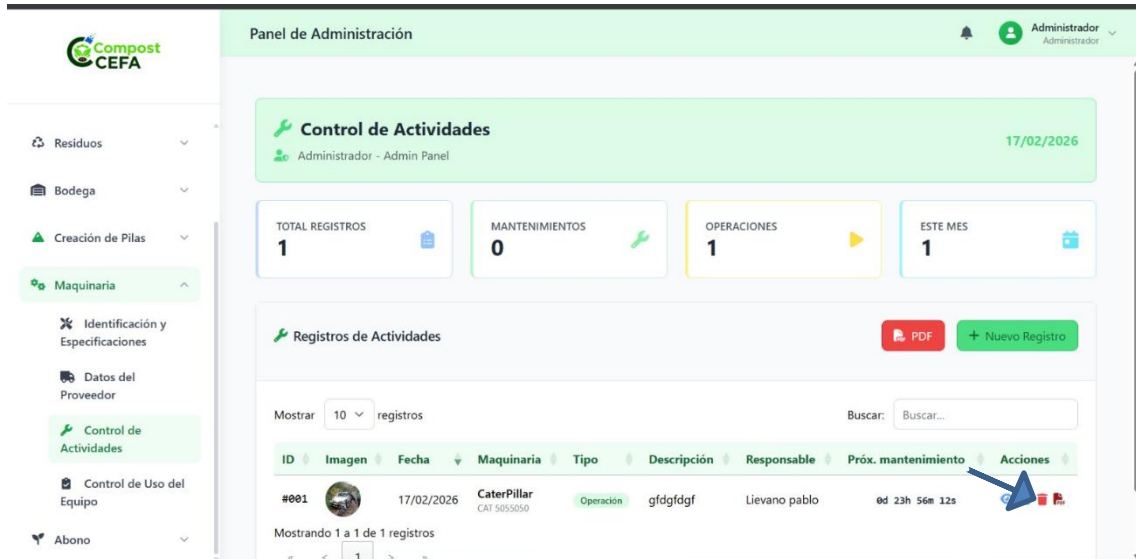 Compost
CEFA
Panel de Administración
Administrador
Administrador
Residuos
Bodega
Creación de Pilas
Maquinaria
Identificación y
Especificaciones
Datos del
Proveedor
Control de
Actividades
Control de Uso del
Equipo
Abono
Control de Actividades
Administrador - Admin Panel
17/02/2026
TOTAL REGISTROS
1
MANTENIMIENTOS
0
OPERACIONES
1
ESTE MES
1
Registros de Actividades
PDF
+ Nuevo Registro
Mostrar 10 registros
Buscar: Buscar...
ID Imagen Fecha Maquinaria Tipo Descripción Responsable Próx. mantenimiento Acciones
#001 17/02/2026 CaterPillar Operación gfdgfdgf Lievano pablo 0d 23h 56m 12s
CAT 5055050
Mostrando 1 a 1 de 1 registros
« < 1 > »